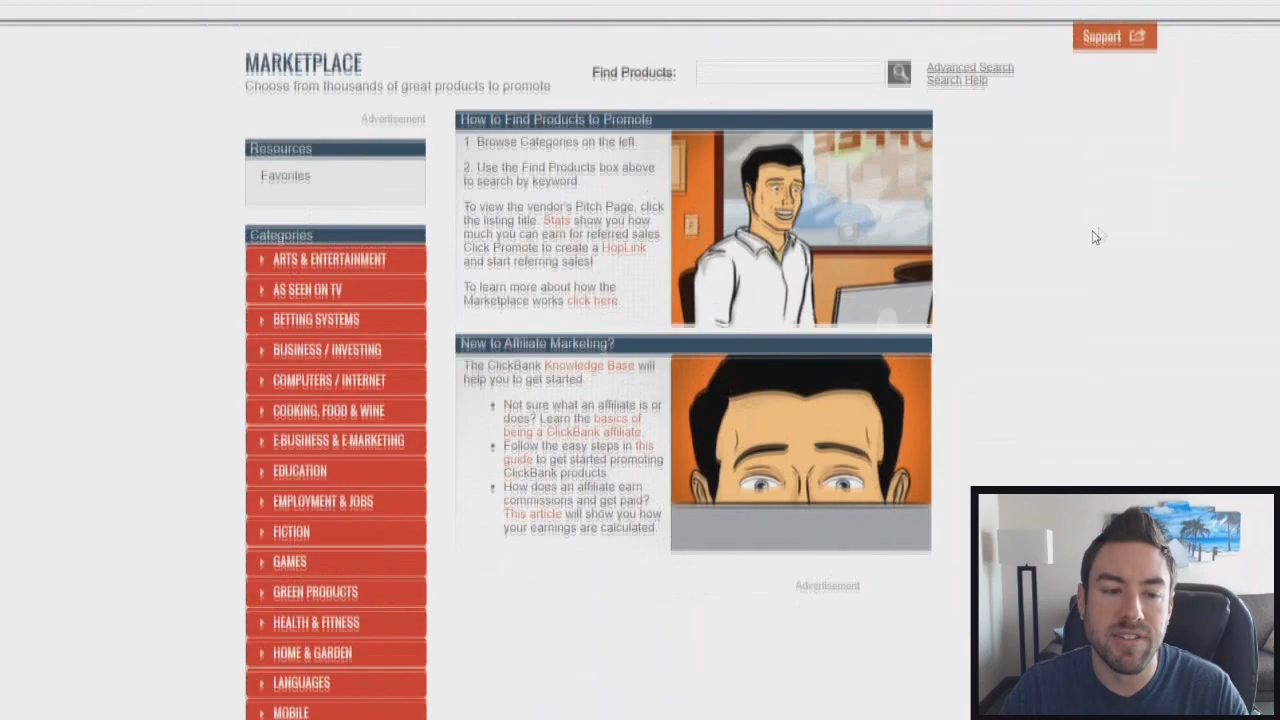 Support
MARKETPLACE
Choose from thousands of great products to promote
Find Products:
Advanced Search
Search Help
Advertisement
Resources
Favorites
Categories
ARTS & ENTERTAINMENT
AS SEEN ON TV
BETTING SYSTEMS
BUSINESS / INVESTING
COMPUTERS / INTERNET
COOKING, FOOD & WINE
E-BUSINESS & E-MARKETING
EDUCATION
EMPLOYMENT & JOBS
FICTION
GAMES
GREEN PRODUCTS
HEALTH & FITNESS
HOME & GARDEN
LANGUAGES
MOBILE
How to Find Products to Promote
1. Browse Categories on the left.
2. Use the Find Products box above
to search by keyword
To view the vendor's Pitch Page, click
the listing title. Stats show you how
much you can earn for referred sales.
Click Promote to create a HopLink
and start referring sales!
To learn more about how the
Marketplace works click here.
COFFEE
New to Affiliate Marketing?
The ClickBank Knowledge Base will
help you to get started.
Not sure what an affiliate is or
does? Learn the basics of
being a ClickBank affiliate.
Follow the easy steps in this
guide to get started promoting
ClickBank products.
How does an affiliate earn
commissions and get paid?
This article will show you how
your earnings are calculated.
Advertisement